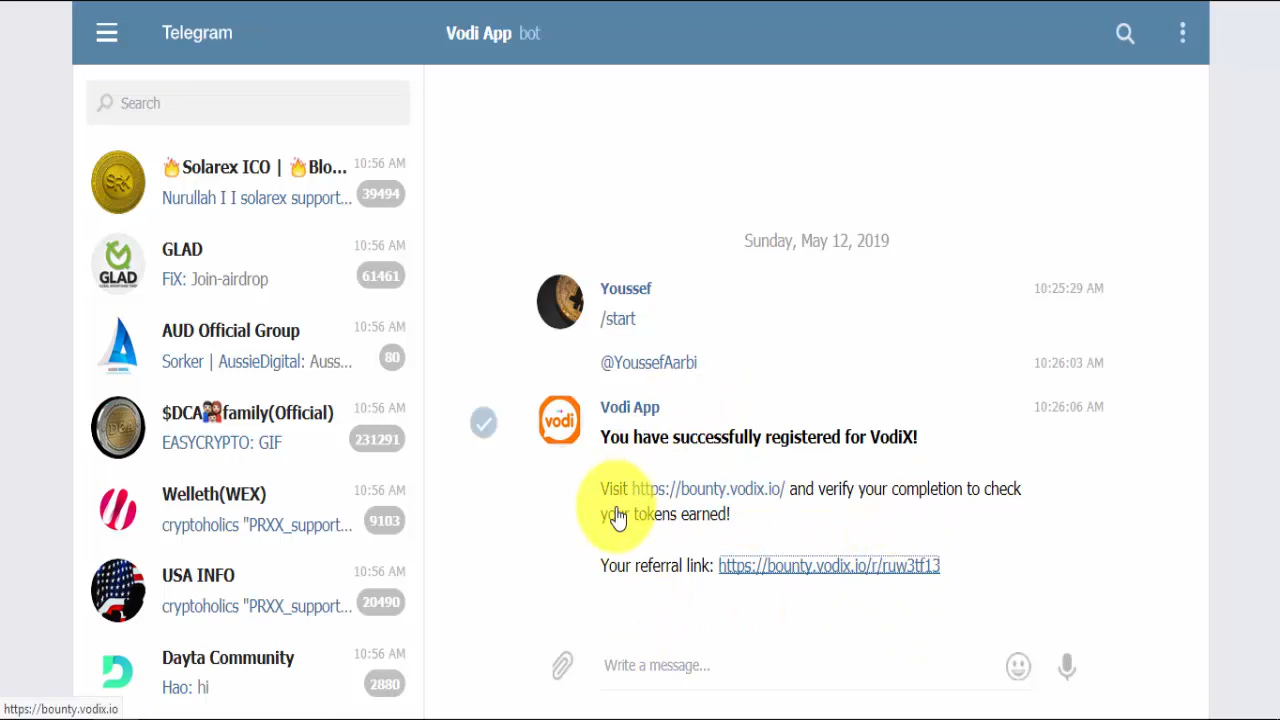 Telegram
Vodi App bot
Search
🔥Solarex ICO | 🔥Blo... 10:56 AM
Nurullah I I solarex support... 39494
GLAD 10:56 AM
FiX: Join-airdrop 61461
AUD Official Group 10:56 AM
Sorker | AussieDigital: Auss... 80
$DCA👫family(Official) 10:56 AM
EASYCRYPTO: GIF 231291
Welleth(WEX) 10:56 AM
cryptoholics "PRXX_support... 9103
USA INFO 10:56 AM
cryptoholics "PRXX_support... 20490
Dayta Community 10:56 AM
Hao: hi 2880
SRK
GLAD
Sunday, May 12, 2019
Youssef 10:25:29 AM
/start
@YoussefAarbi 10:26:03 AM
vodi
Vodi App 10:26:06 AM
You have successfully registered for VodiX!
Visit https://bounty.vodix.io/ and verify your completion to check
your tokens earned!
Your referral link: https://bounty.vodix.io/r/ruw3tf13
Write a message...
https://bounty.vodix.io